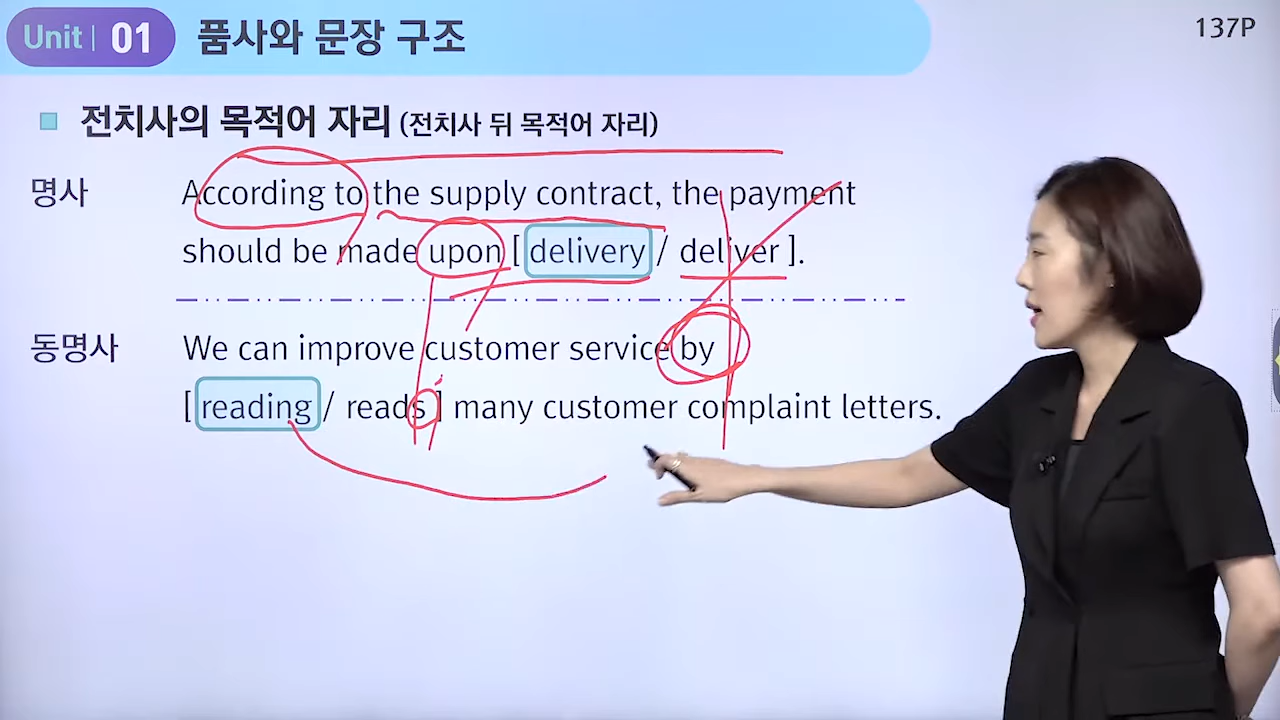 Unit | 01 품사와 문장 구조
137P
전치사의 목적어 자리 (전치사 뒤 목적어 자리)
명사 According to the supply contract, the payment
should be made upon [ delivery / deliver ].
동명사 We can improve customer service by
[ reading / reads ] many customer complaint letters.